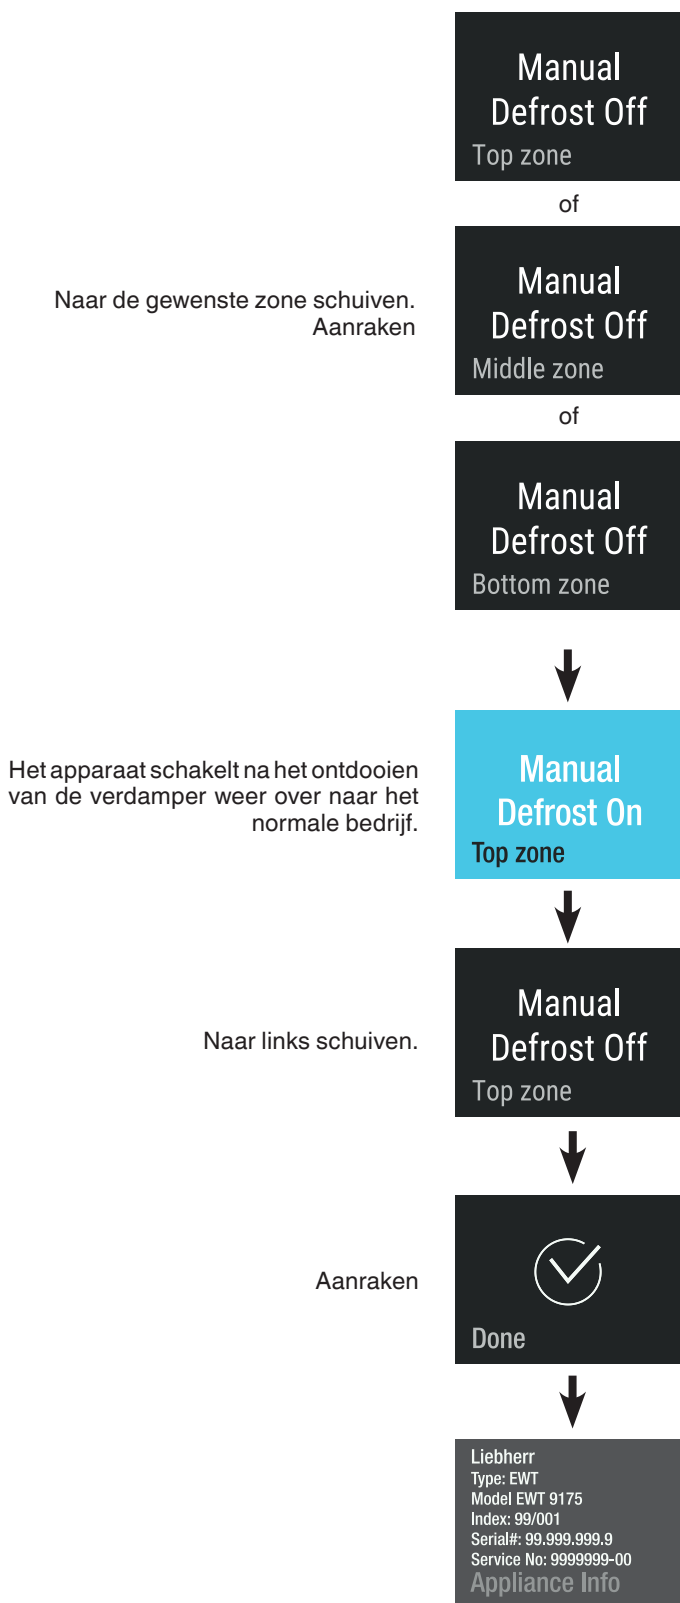 Manual
Defrost Off
Top zone
of
Naar de gewenste zone schuiven.
Aanraken
Manual
Defrost Off
Middle zone
of
Manual
Defrost Off
Bottom zone
Het apparaat schakelt na het ontdooien
van de verdamper weer over naar het
normale bedrijf.
Manual
Defrost On
Top zone
Naar links schuiven.
Manual
Defrost Off
Top zone
Aanraken
Done
Liebherr
Type: EWT
Model EWT 9175
Index: 99/001
Serial#: 99.999.999.9
Service No: 9999999-00
Appliance Info